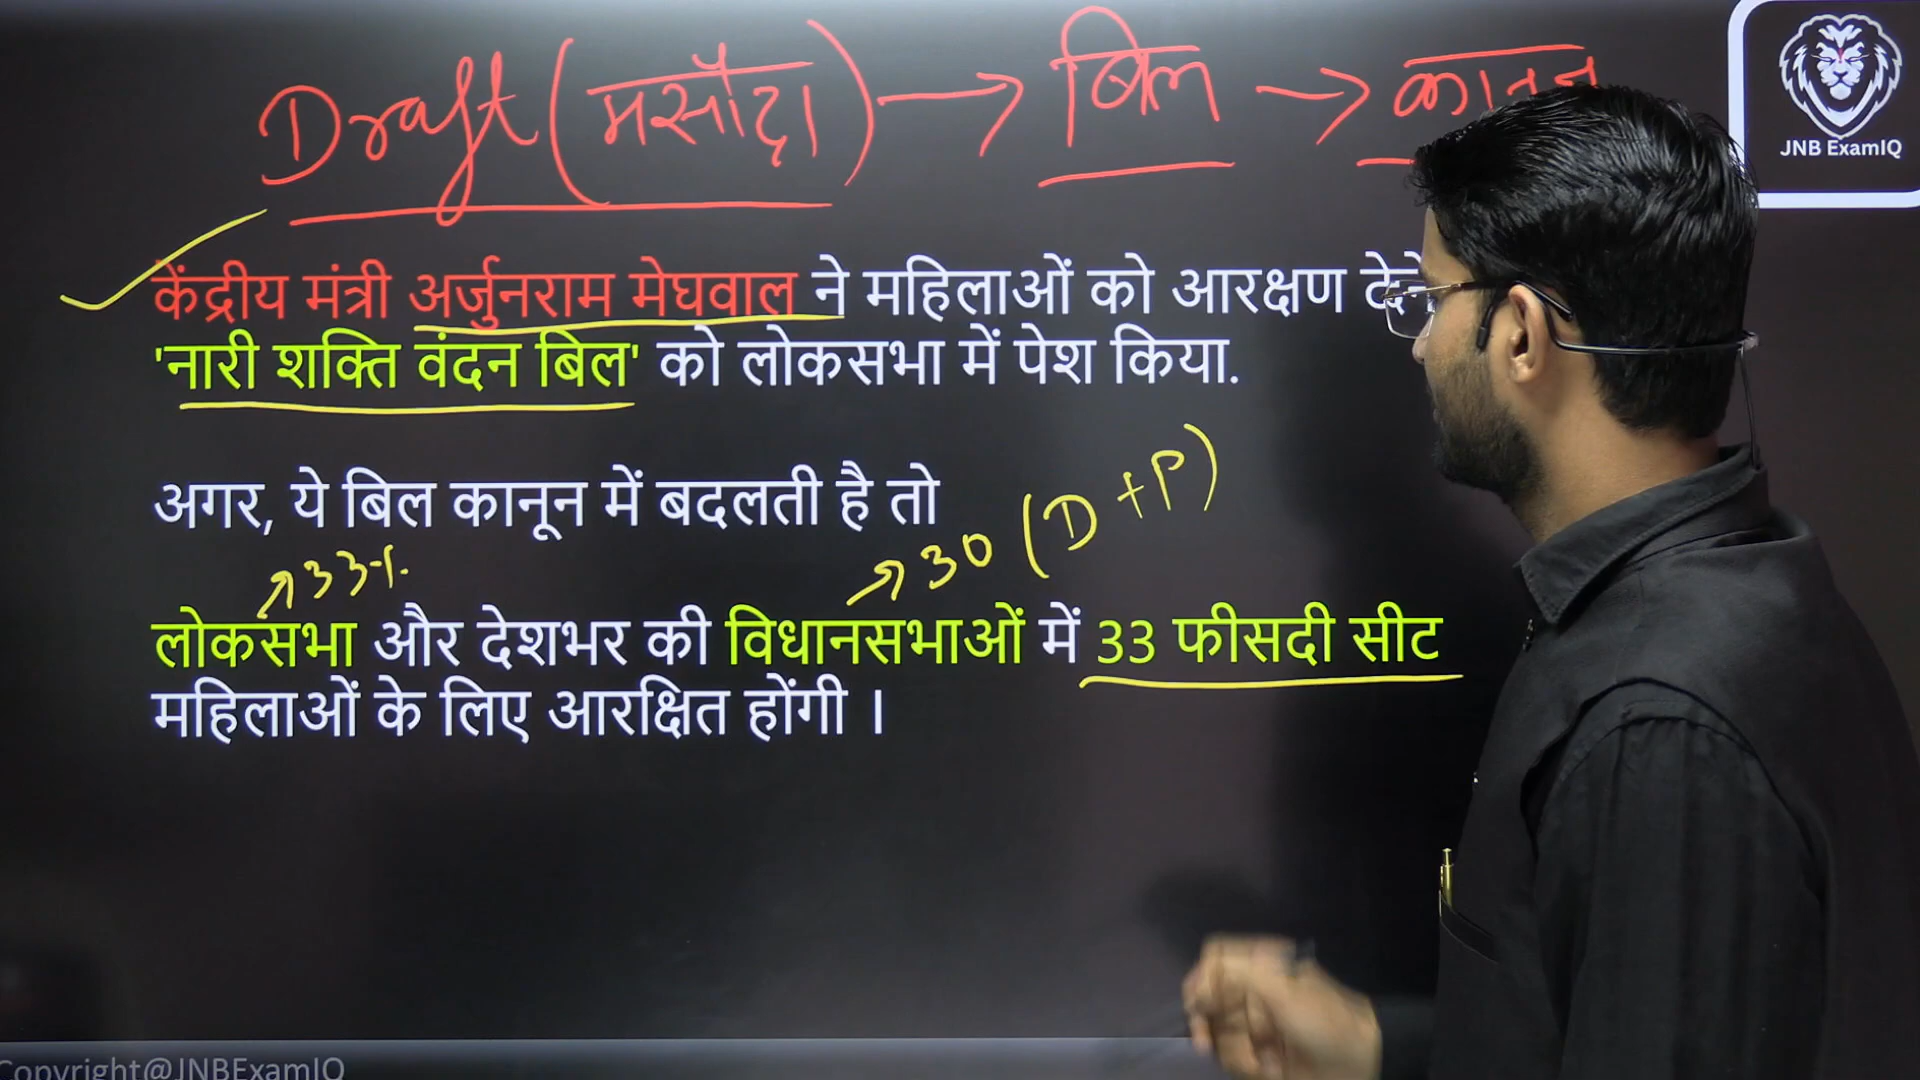 Draft (मसौदा) → बिल → कानून
JNB ExamIQ
केंद्रीय मंत्री अर्जुनराम मेघवाल ने महिलाओं को आरक्षण देने
'नारी शक्ति वंदन बिल' को लोकसभा में पेश किया.
अगर, ये बिल कानून में बदलती है तो
→ 33% → 30 (D+P)
लोकसभा और देशभर की विधानसभाओं में 33 फीसदी सीट
महिलाओं के लिए आरक्षित होंगी ।
Copyright@JNBExamIQ